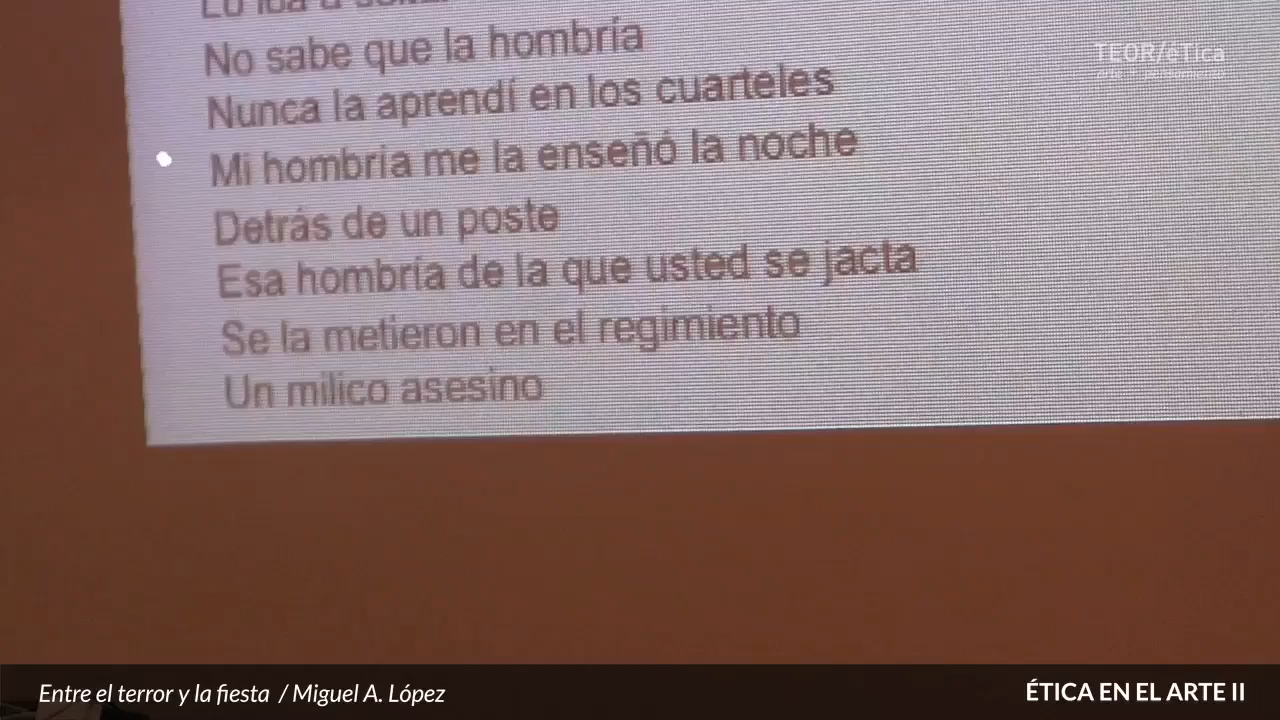 No sabe que la hombría
Nunca la aprendí en los cuarteles
Mi hombría me la enseñó la noche
Detrás de un poste
Esa hombría de la que usted se jacta
Se la metieron en el regimiento
Un milico asesino
TEOR/éTica
Entre el terror y la fiesta / Miguel A. López
ÉTICA EN EL ARTE II